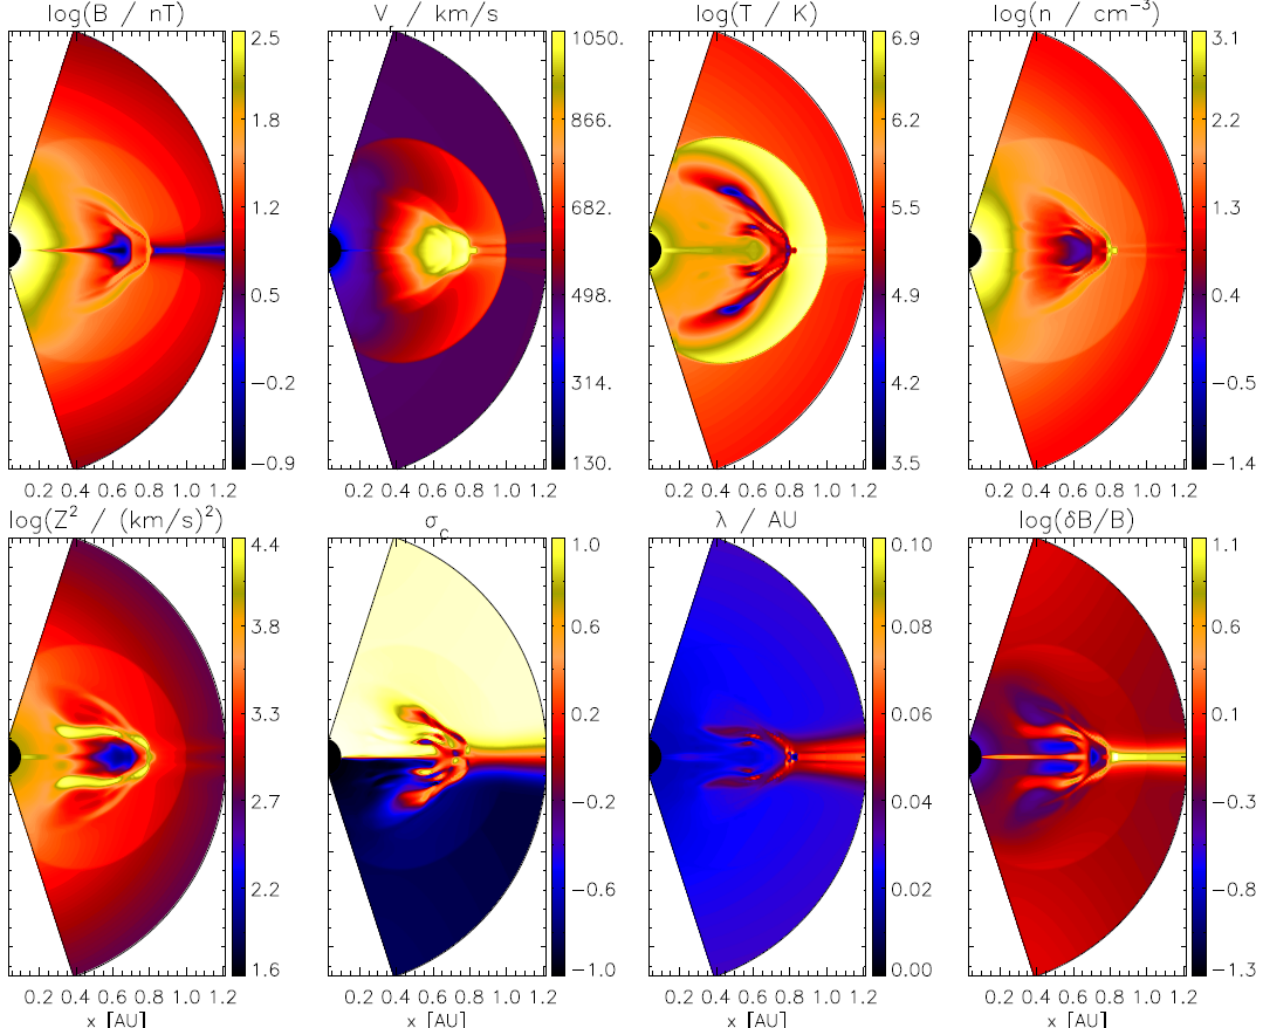 log(B / nT)
V_r / km/s
log(T / K)
log(n / cm^−3)
2.5
1.8
1.2
0.5
−0.2
−0.9
1050.
866.
682.
498.
314.
130.
6.9
6.2
5.5
4.9
4.2
3.5
3.1
2.2
1.3
0.4
−0.5
−1.4
0.2 0.4 0.6 0.8 1.0 1.2
0.2 0.4 0.6 0.8 1.0 1.2
0.2 0.4 0.6 0.8 1.0 1.2
0.2 0.4 0.6 0.8 1.0 1.2
log(Z² / (km/s)²)
σ_c
λ / AU
log(δB/B)
4.4
3.8
3.3
2.7
2.2
1.6
1.0
0.6
0.2
−0.2
−0.6
−1.0
0.10
0.08
0.06
0.04
0.02
0.00
1.1
0.6
0.1
−0.3
−0.8
−1.3
0.2 0.4 0.6 0.8 1.0 1.2
0.2 0.4 0.6 0.8 1.0 1.2
0.2 0.4 0.6 0.8 1.0 1.2
0.2 0.4 0.6 0.8 1.0 1.2
x [AU]
x [AU]
x [AU]
x [AU]